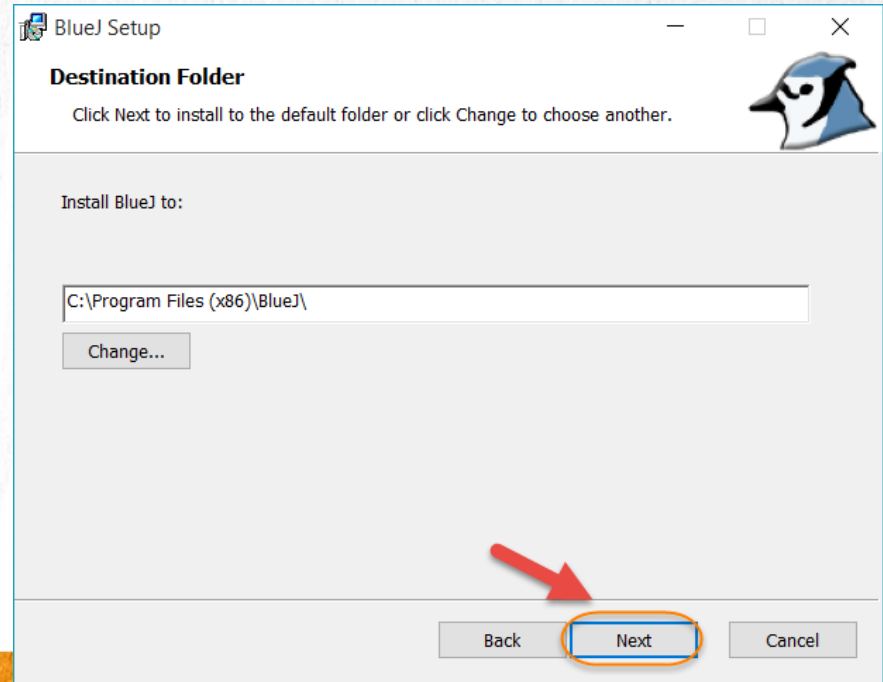 BlueJ Setup
Destination Folder
Click Next to install to the default folder or click Change to choose another.
Install BlueJ to:
C:\Program Files (x86)\BlueJ\
Change...
Back Next Cancel